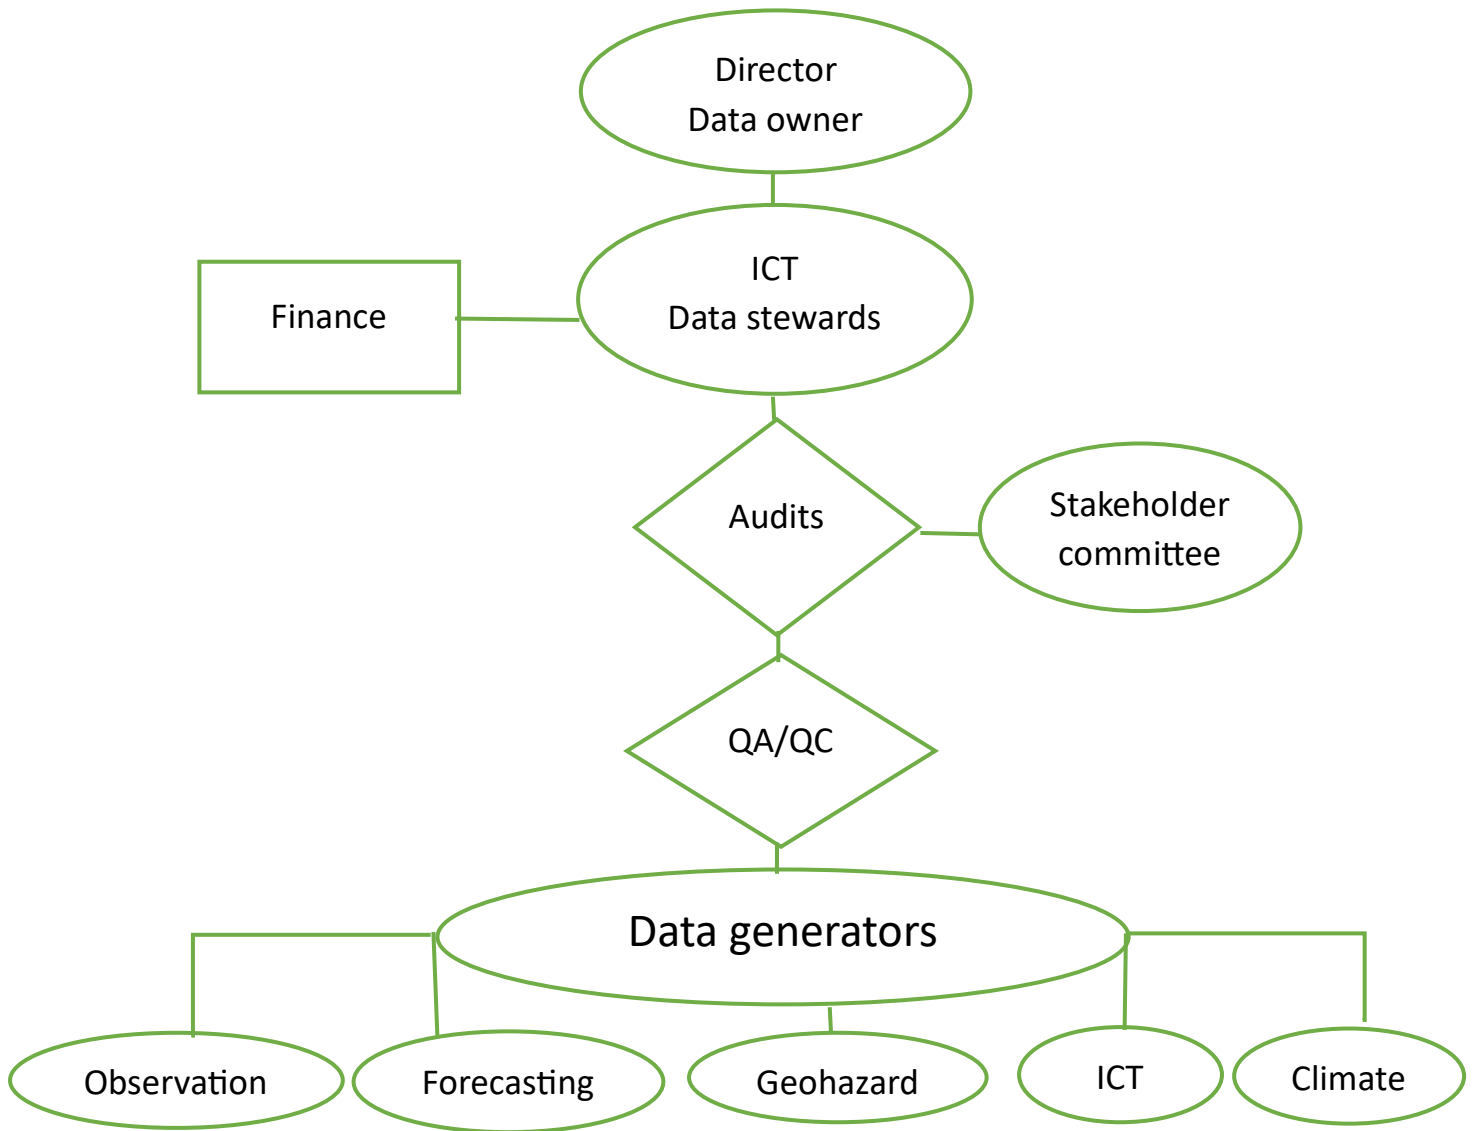 Director
Data owner
ICT
Data stewards
Finance
Audits
Stakeholder
committee
QA/QC
Data generators
Observation
Forecasting
Geohazard
ICT
Climate